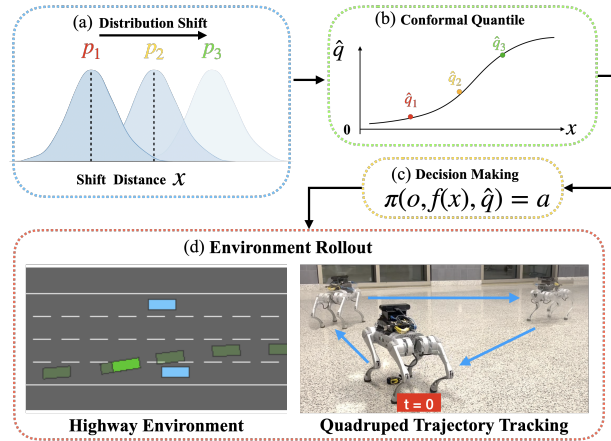 (a) Distribution Shift
p₁ p₂ p₃
Shift Distance x
(b) Conformal Quantile
q̂
q̂₃
q̂₂
q̂₁
0
x
(c) Decision Making
π(o, f(x), q̂) = a
(d) Environment Rollout
t = 0
Highway Environment
Quadruped Trajectory Tracking